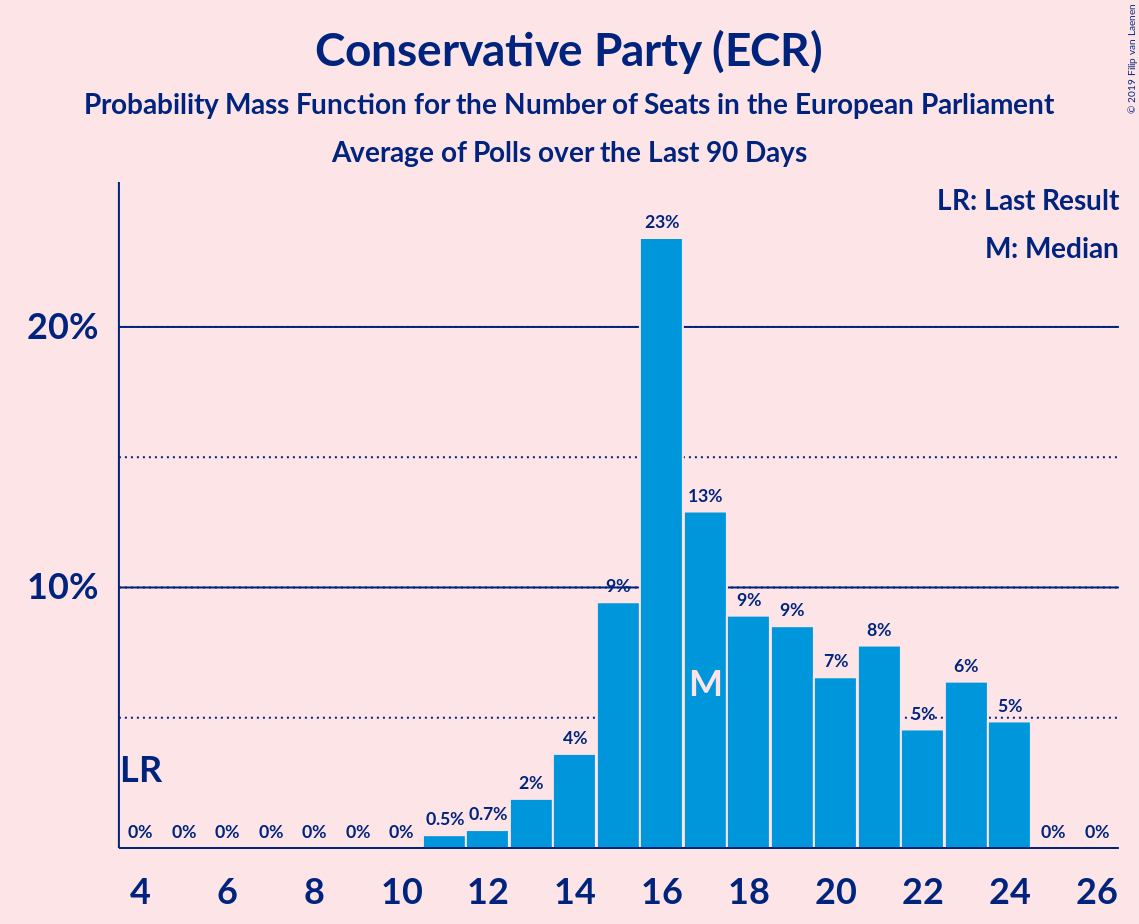 Conservative Party (ECR)
Probability Mass Function for the Number of Seats in the European Parliament
Average of Polls over the Last 90 Days
© 2019 Filip van Laenen
LR: Last Result
M: Median
23%
20%
13%
10%
9%
9%
9%
8%
7%
6%
5%
5%
M
4%
LR
2%
0.5%
0.7%
0% 0% 0% 0% 0% 0% 0% 0% 0%
4 6 8 10 12 14 16 18 20 22 24 26